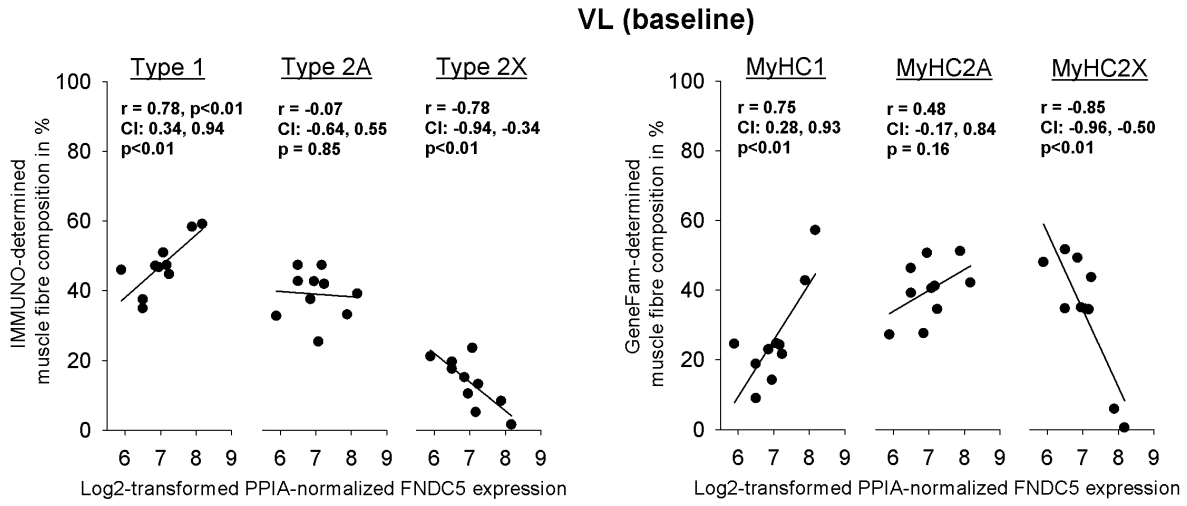 VL (baseline)
Type 1
Type 2A
Type 2X
r = 0.78, p<0.01
CI: 0.34, 0.94
p<0.01
r = -0.07
CI: -0.64, 0.55
p = 0.85
r = -0.78
CI: -0.94, -0.34
p<0.01
IMMUNO-determined
muscle fibre composition in %
100
80
60
40
20
0
6 7 8 9
6 7 8 9
6 7 8 9
Log2-transformed PPIA-normalized FNDC5 expression
MyHC1
MyHC2A
MyHC2X
r = 0.75
CI: 0.28, 0.93
p<0.01
r = 0.48
CI: -0.17, 0.84
p = 0.16
r = -0.85
CI: -0.96, -0.50
p<0.01
GeneFam-determined
muscle fibre composition in %
100
80
60
40
20
0
6 7 8 9
6 7 8 9
6 7 8 9
Log2-transformed PPIA-normalized FNDC5 expression